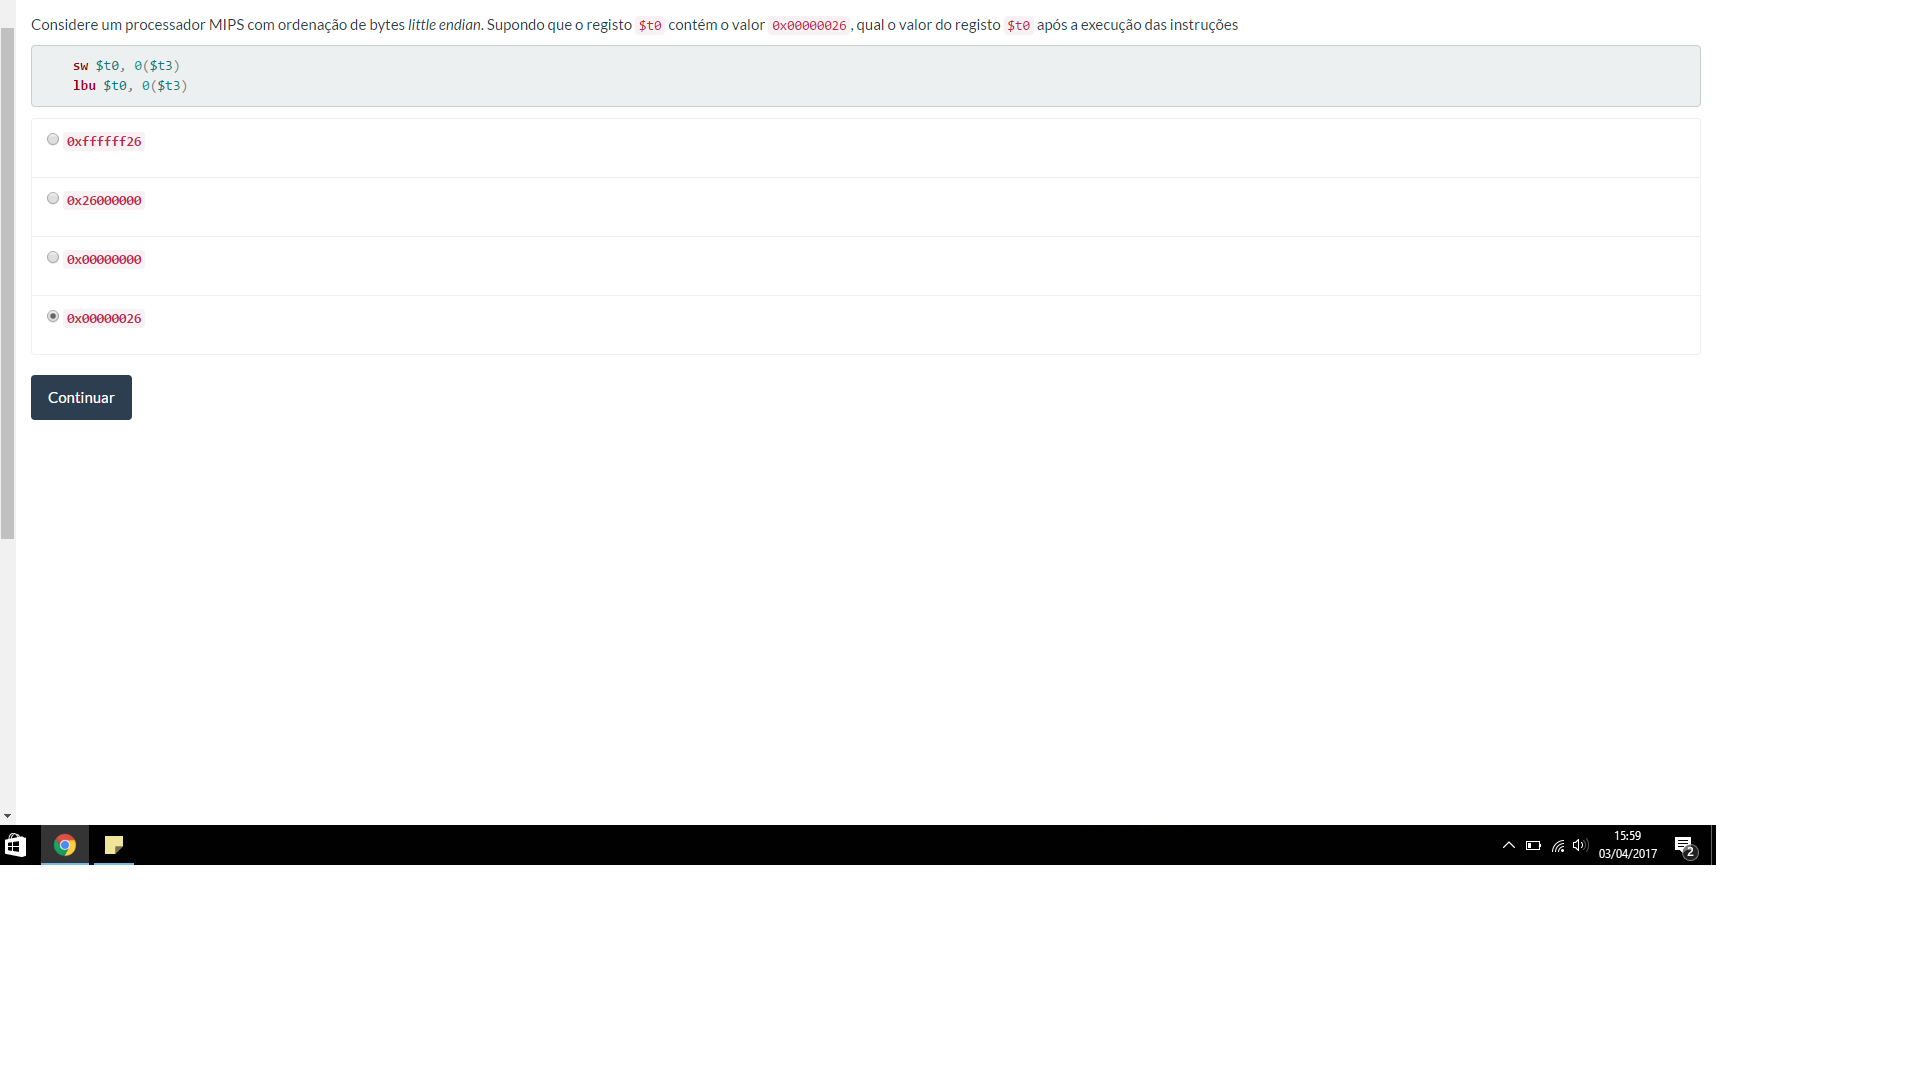 Considere um processador MIPS com ordenação de bytes little endian. Supondo que o registo $t0 contém o valor 0x00000026, qual o valor do registo $t0 após a execução das instruções
sw $t0, 0($t3)
lbu $t0, 0($t3)
0xffffff26
0x26000000
0x00000000
0x00000026
Continuar
15:59
03/04/2017
2